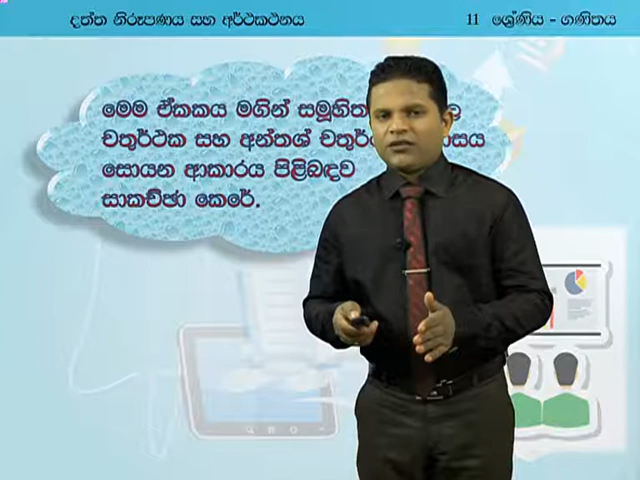 දත්ත නිරූපණය සහ අර්ථකථනය
11 ශ්‍රේණිය - ගණිතය
මෙම ඒකකය මගින් සමූහිත
චතුර්ථක සහ අන්තශ්
සොයන ආකාරය පිළිබඳව
සාකච්ඡා කෙරේ.